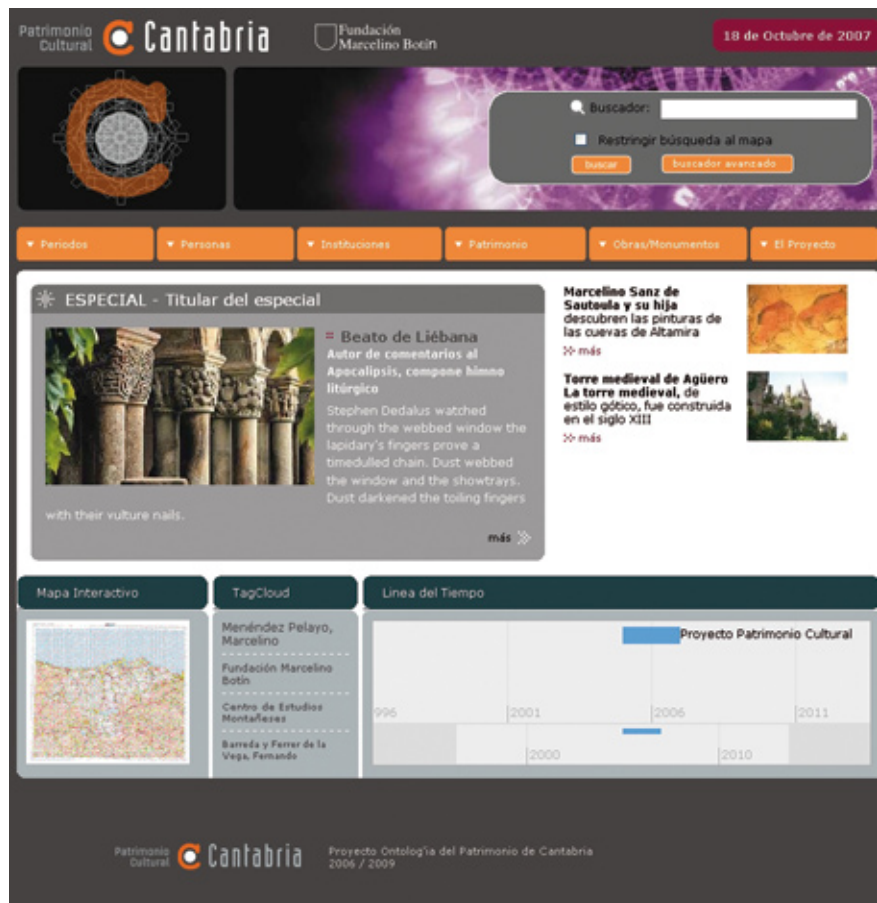 Patrimonio
Cultural
Cantabria
Fundación
Marcelino Botín
18 de Octubre de 2007
Buscador:
Restringir búsqueda al mapa
buscar
buscador avanzado
Periodos
Personas
Instituciones
Patrimonio
Obras/Monumentos
El Proyecto
ESPECIAL - Titular del especial
Beato de Liébana
Autor de comentarios al
Apocalipsis, compone himno
litúrgico
Stephen Dedalus watched
through the webbed window the
lapidary's fingers prove a
timedulled chain. Dust webbed
the window and the showtrays.
Dust darkened the toiling fingers
with their vulture nails.
más
Marcelino Sanz de
Sautoula y su hija
descubren las pinturas de
las cuevas de Altamira
más
Torre medieval de Agüero
La torre medieval, de
estilo gótico, fue construida
en el siglo XIII
más
Mapa Interactivo
TagCloud
Menéndez Pelayo,
Marcelino
Fundación Marcelino
Botín
Centro de Estudios
Montañeses
Barreda y Ferrer de la
Vega, Fernando
Linea del Tiempo
Proyecto Patrimonio Cultural
996
2001
2006
2011
2000
2010
Patrimonio
Cultural
Cantabria
Proyecto Ontolog'ia del Patrimonio de Cantabria
2006 / 2009